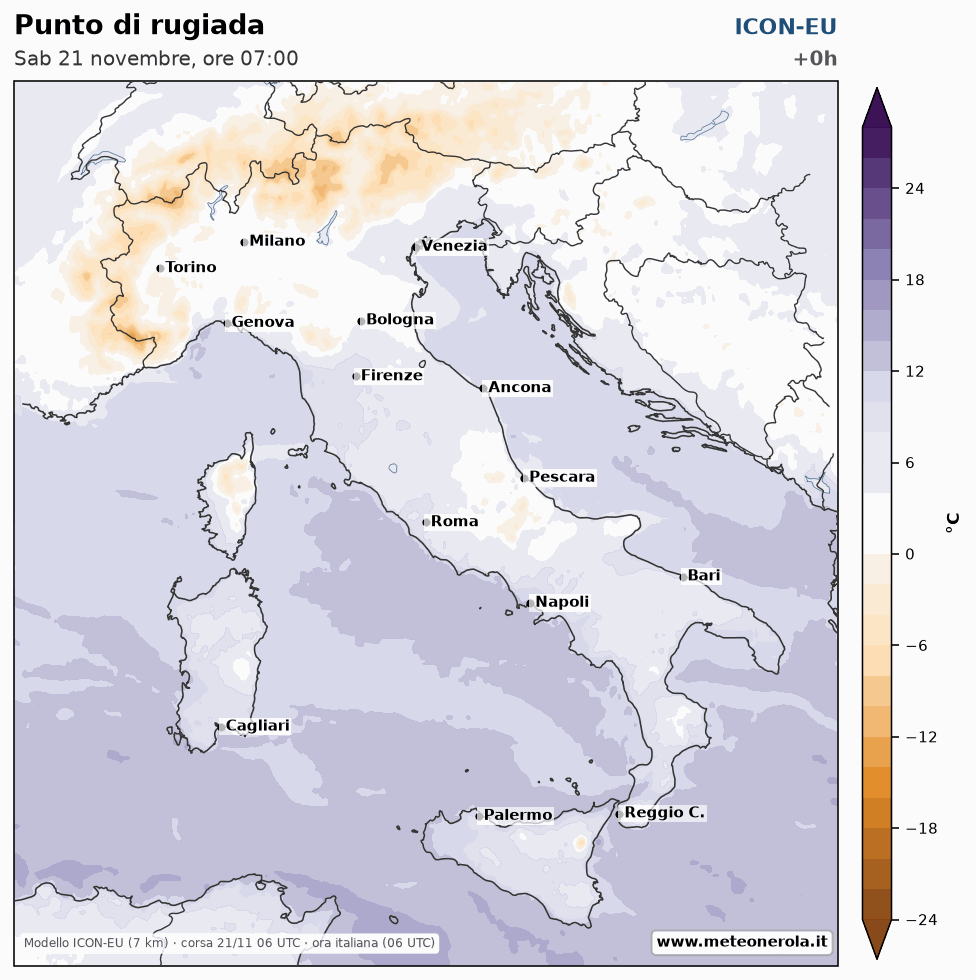 Punto di rugiada
ICON-EU
Sab 21 novembre, ore 07:00
+0h
Milano
Venezia
Torino
Genova
Bologna
Firenze
Ancona
Pescara
Roma
Bari
Napoli
Cagliari
Palermo
Reggio C.
24
18
12
6
0
−6
−12
−18
−24
°C
Modello ICON-EU (7 km) · corsa 21/11 06 UTC · ora italiana (06 UTC)
www.meteonerola.it